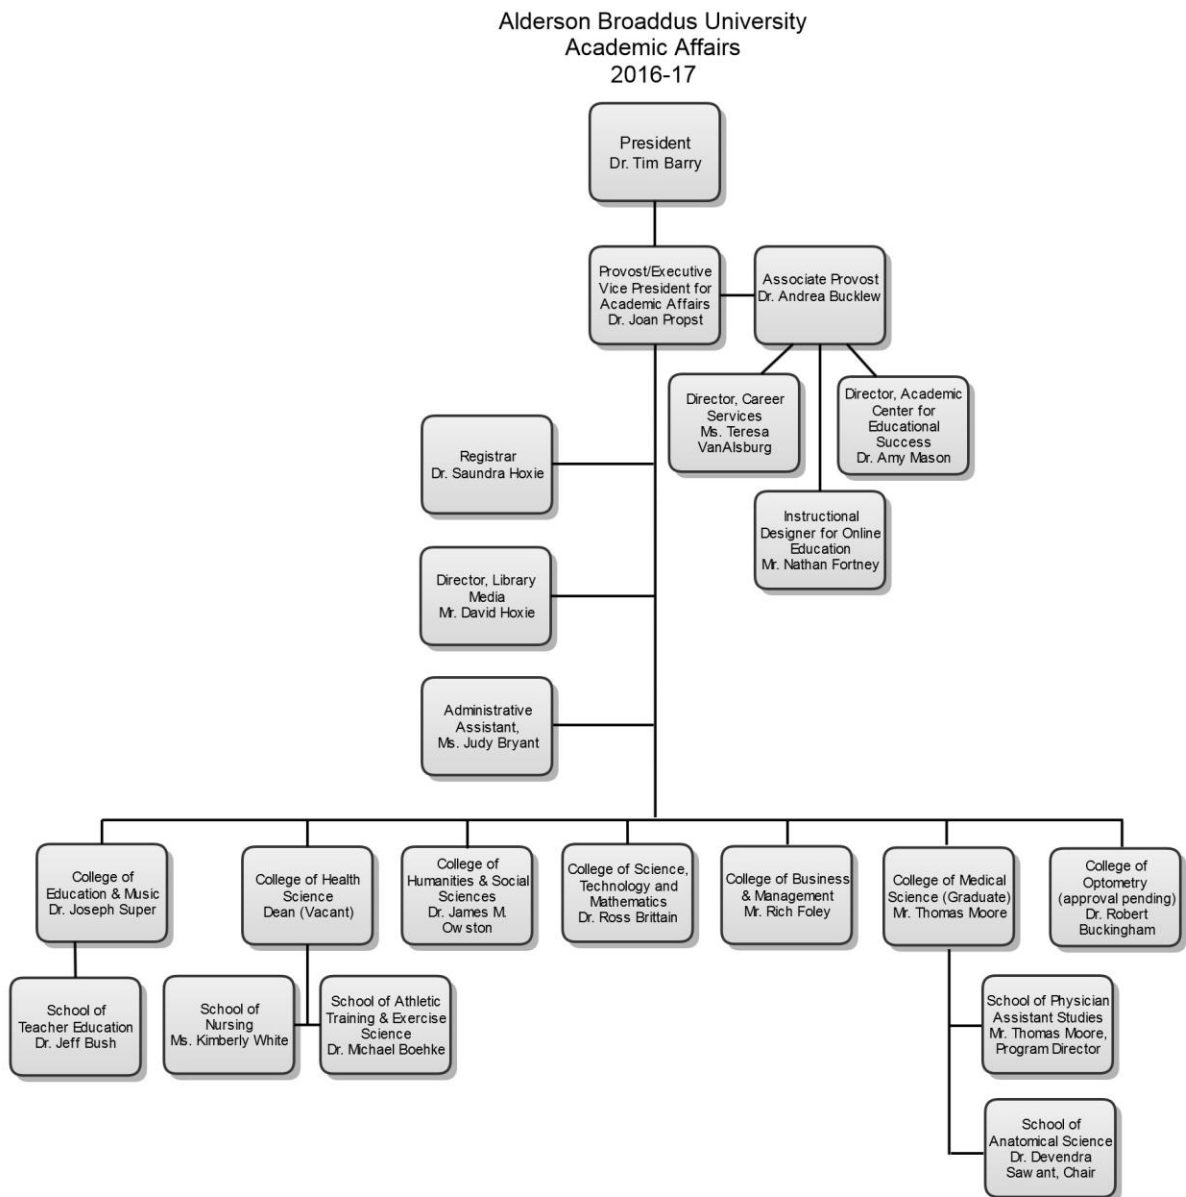 Alderson Broaddus University
Academic Affairs
2016-17
President
Dr. Tim Barry
Provost/Executive
Vice President for
Academic Affairs
Dr. Joan Propst
Associate Provost
Dr. Andrea Bucklew
Director, Career
Services
Ms. Teresa
VanAlsburg
Director, Academic
Center for
Educational
Success
Dr. Amy Mason
Instructional
Designer for Online
Education
Mr. Nathan Fortney
Registrar
Dr. Saundra Hoxie
Director, Library
Media
Mr. David Hoxie
Administrative
Assistant,
Ms. Judy Bryant
College of
Education & Music
Dr. Joseph Super
College of Health
Science
Dean (Vacant)
College of
Humanities & Social
Sciences
Dr. James M.
Owston
College of Science,
Technology and
Mathematics
Dr. Ross Brittain
College of Business
& Management
Mr. Rich Foley
College of Medical
Science (Graduate)
Mr. Thomas Moore
College of
Optometry
(approval pending)
Dr. Robert
Buckingham
School of
Teacher Education
Dr. Jeff Bush
School of
Nursing
Ms. Kimberly White
School of Athletic
Training & Exercise
Science
Dr. Michael Boehke
School of Physician
Assistant Studies
Mr. Thomas Moore,
Program Director
School of
Anatomical Science
Dr. Devendra
Sawant, Chair